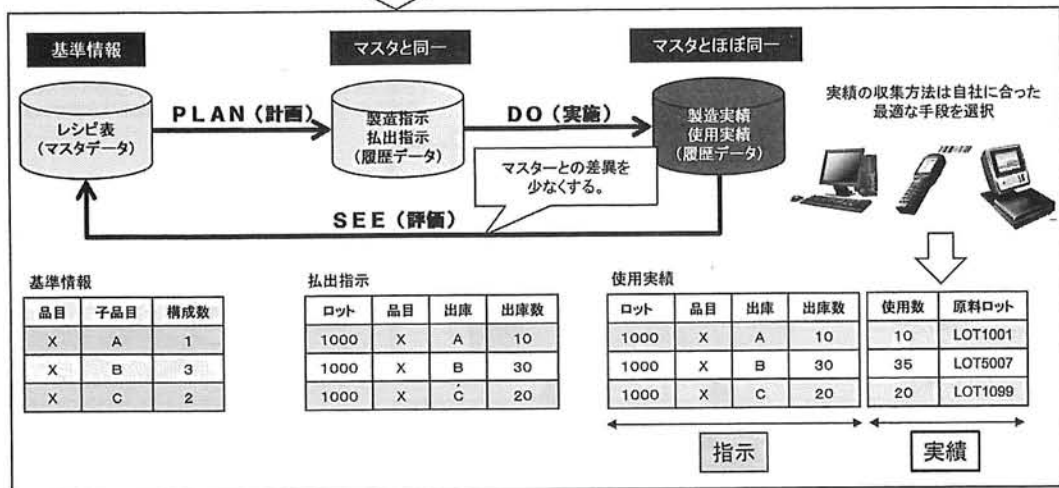 基準情報
マスタと同一
マスタとほぼ同一
レシピ表
(マスタデータ)
PLAN(計画)
製造指示
払出指示
(履歴データ)
DO(実施)
製造実績
使用実績
(履歴データ)
実績の収集方法は自社に合った
最適な手段を選択
マスターとの差異を
少なくする。
SEE(評価)
基準情報
品目 子品目 構成数
X A 1
X B 3
X C 2
払出指示
ロット 品目 出庫 出庫数
1000 X A 10
1000 X B 30
1000 X C 20
使用実績
ロット 品目 出庫 出庫数 使用数 原料ロット
1000 X A 10 10 LOT1001
1000 X B 30 35 LOT5007
1000 X C 20 20 LOT1099
指示
実績